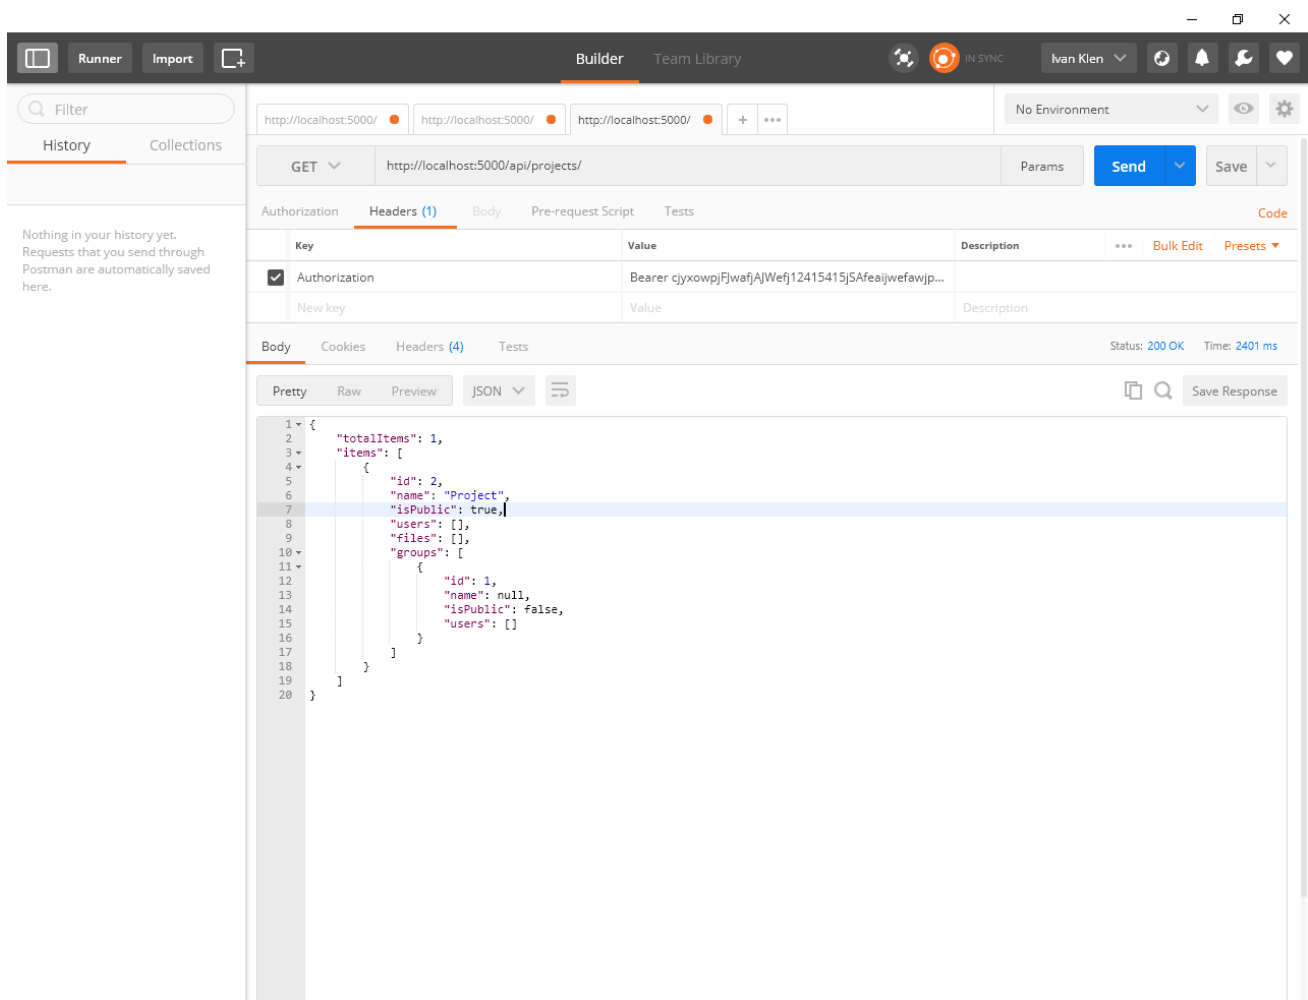 Runner Import Builder Team Library IN SYNC Ivan Klen
Filter
History Collections
Nothing in your history yet.
Requests that you send through
Postman are automatically saved
here.
http://localhost:5000/ http://localhost:5000/ http://localhost:5000/ + ••• No Environment
GET http://localhost:5000/api/projects/ Params Send Save
Authorization Headers (1) Body Pre-request Script Tests Code
Key Value Description ••• Bulk Edit Presets
Authorization Bearer cjyxowpjFJwafjAJWefj12415415jSAfeaijwefawjp...
New key Value Description
Body Cookies Headers (4) Tests Status: 200 OK Time: 2401 ms
Pretty Raw Preview JSON Save Response
1 {
2 "totalItems": 1,
3 "items": [
4 {
5 "id": 2,
6 "name": "Project",
7 "isPublic": true,
8 "users": [],
9 "files": [],
10 "groups": [
11 {
12 "id": 1,
13 "name": null,
14 "isPublic": false,
15 "users": []
16 }
17 ]
18 }
19 ]
20 }